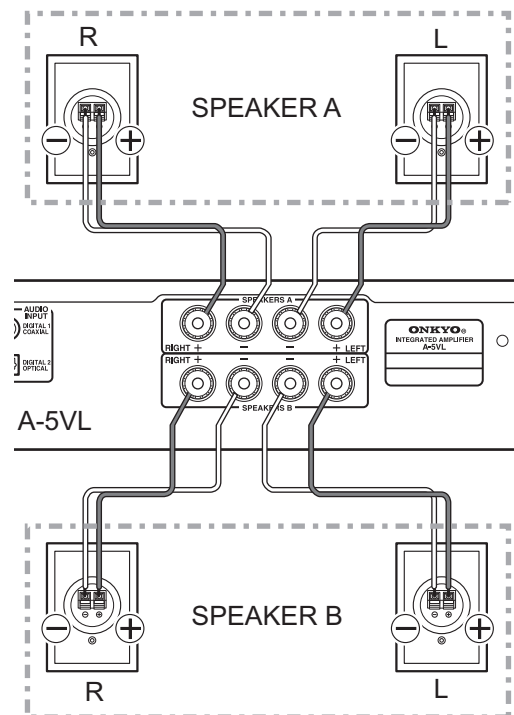 R L
SPEAKER A
− + − +
SPEAKERS A
AUDIO INPUT
DIGITAL 1 COAXIAL
DIGITAL 2 OPTICAL
RIGHT + − − + LEFT
RIGHT + − − + LEFT
SPEAKERS B
ONKYO®
INTEGRATED AMPLIFIER
A-5VL
A-5VL
SPEAKER B
− + − +
− + − +
R L